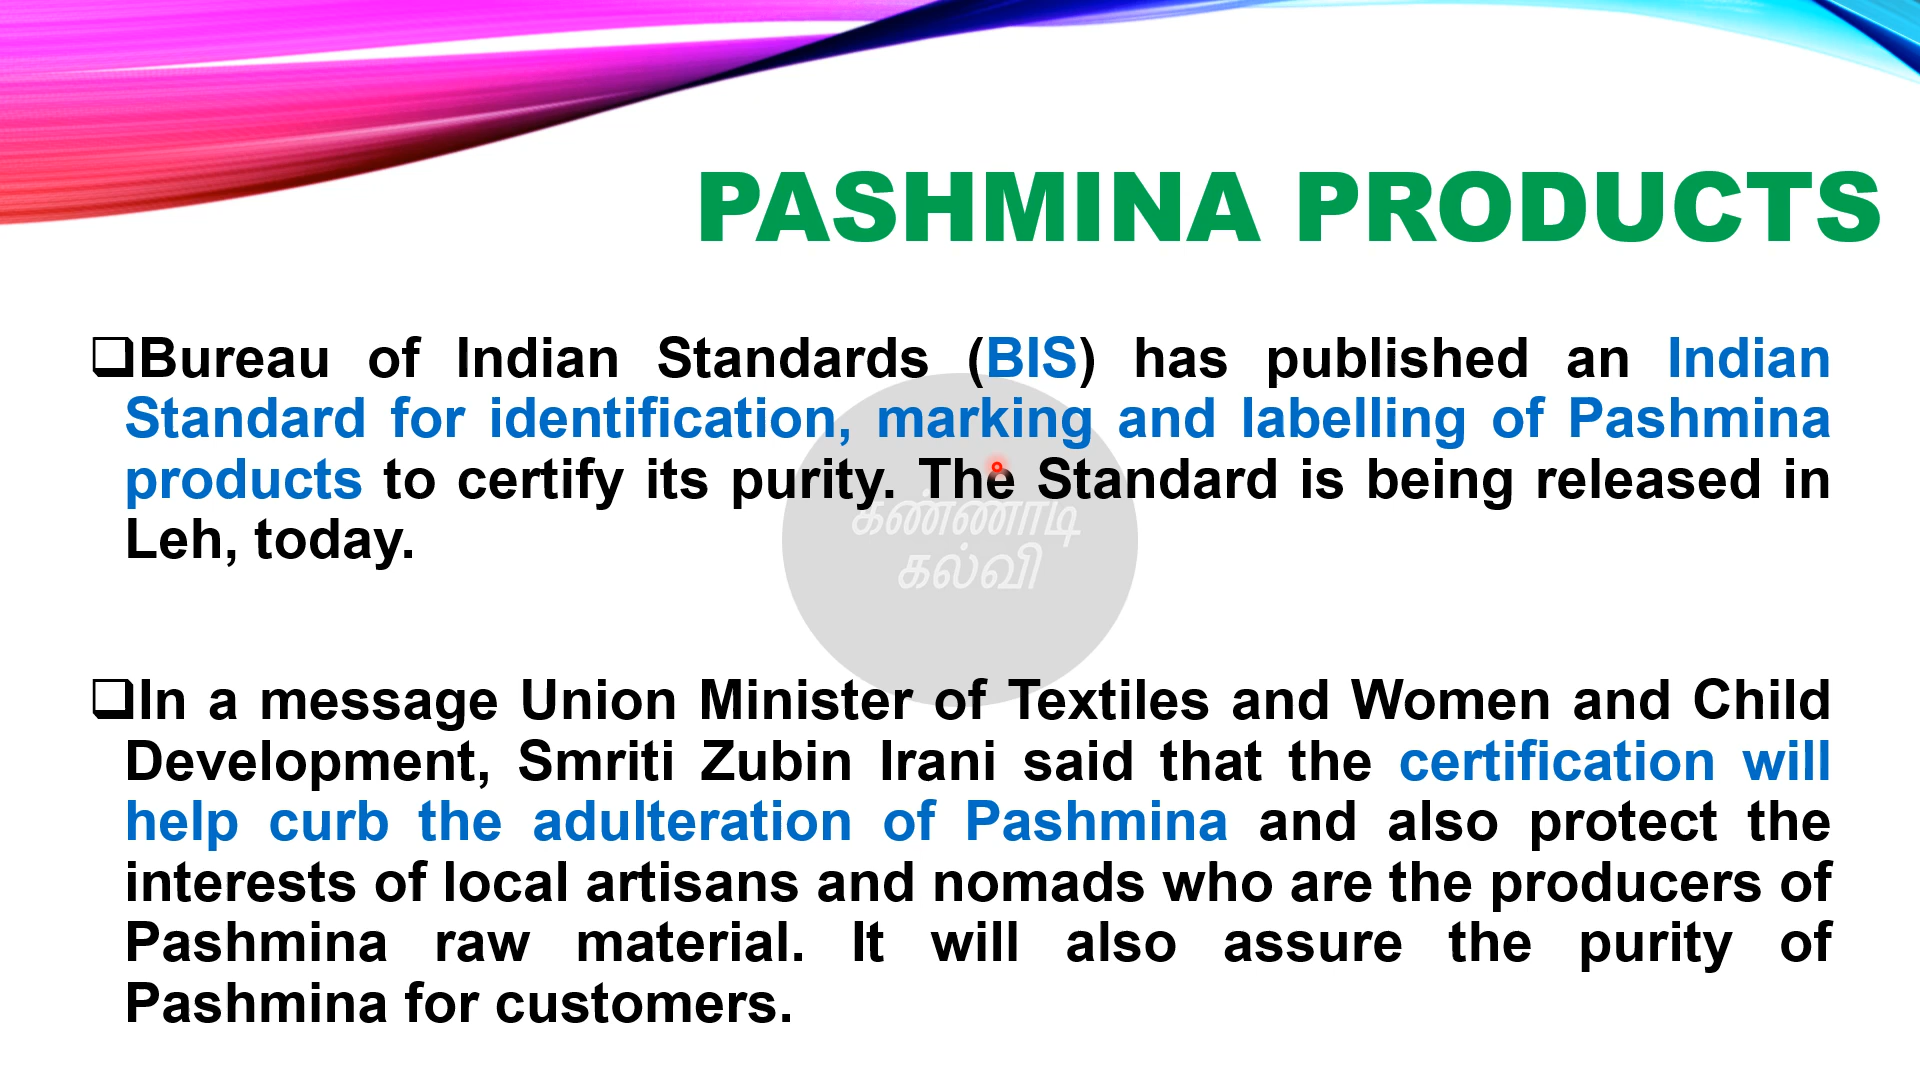 PASHMINA PRODUCTS
❑Bureau of Indian Standards (BIS) has published an Indian
Standard for identification, marking and labelling of Pashmina
products to certify its purity. The Standard is being released in
Leh, today.
கண்ணாடி
கல்வி
❑In a message Union Minister of Textiles and Women and Child
Development, Smriti Zubin Irani said that the certification will
help curb the adulteration of Pashmina and also protect the
interests of local artisans and nomads who are the producers of
Pashmina raw material. It will also assure the purity of
Pashmina for customers.